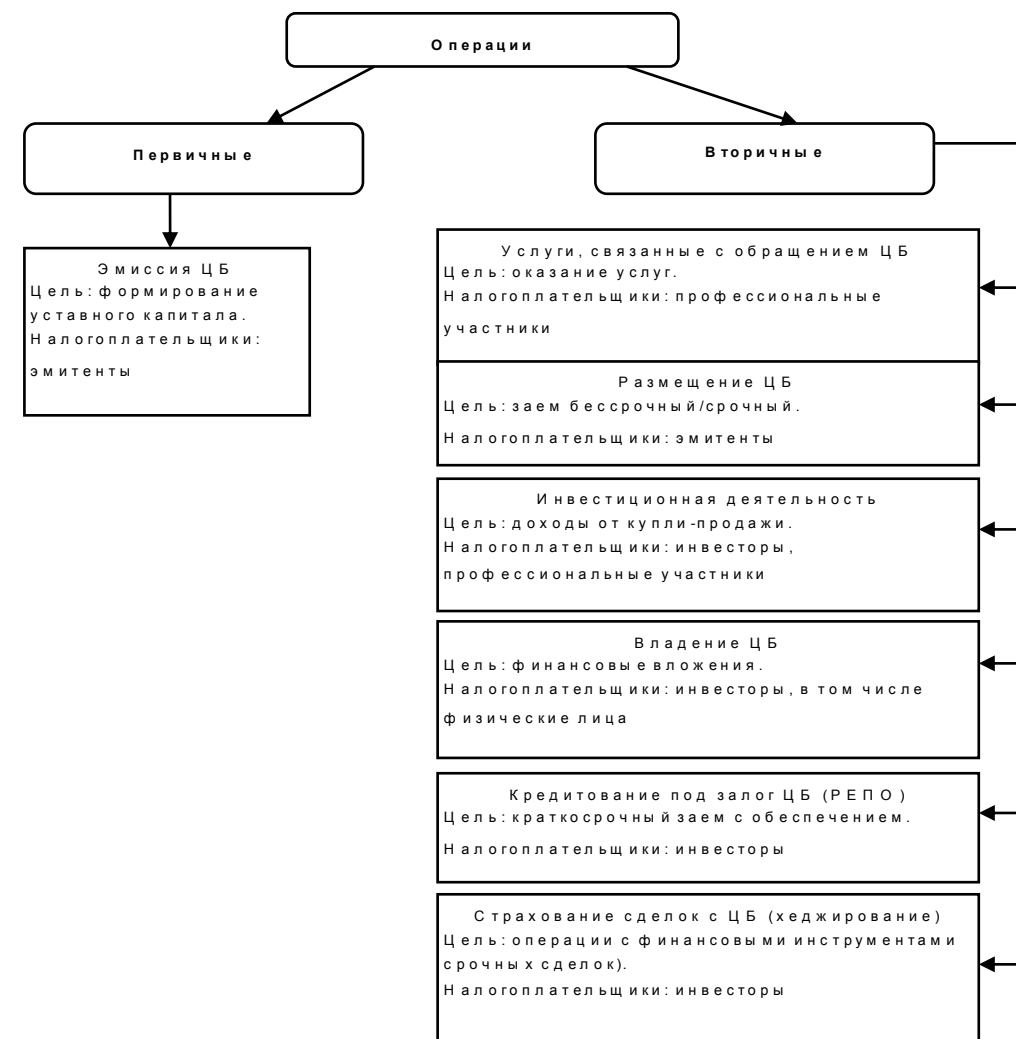 Операции
Первичные
Вторичные
Эмиссия ЦБ
Цель: формирование
уставного капитала.
Налогоплательщики:
эмитенты
Услуги, связанные с обращением ЦБ
Цель: оказание услуг.
Налогоплательщики: профессиональные
участники
Размещение ЦБ
Цель: заем бессрочный/срочный.
Налогоплательщики: эмитенты
Инвестиционная деятельность
Цель: доходы от купли-продажи.
Налогоплательщики: инвесторы,
профессиональные участники
Владение ЦБ
Цель: финансовые вложения.
Налогоплательщики: инвесторы, в том числе
физические лица
Кредитование под залог ЦБ (РЕПО)
Цель: краткосрочный заем с обеспечением.
Налогоплательщики: инвесторы
Страхование сделок с ЦБ (хеджирование)
Цель: операции с финансовыми инструментами
срочных сделок).
Налогоплательщики: инвесторы